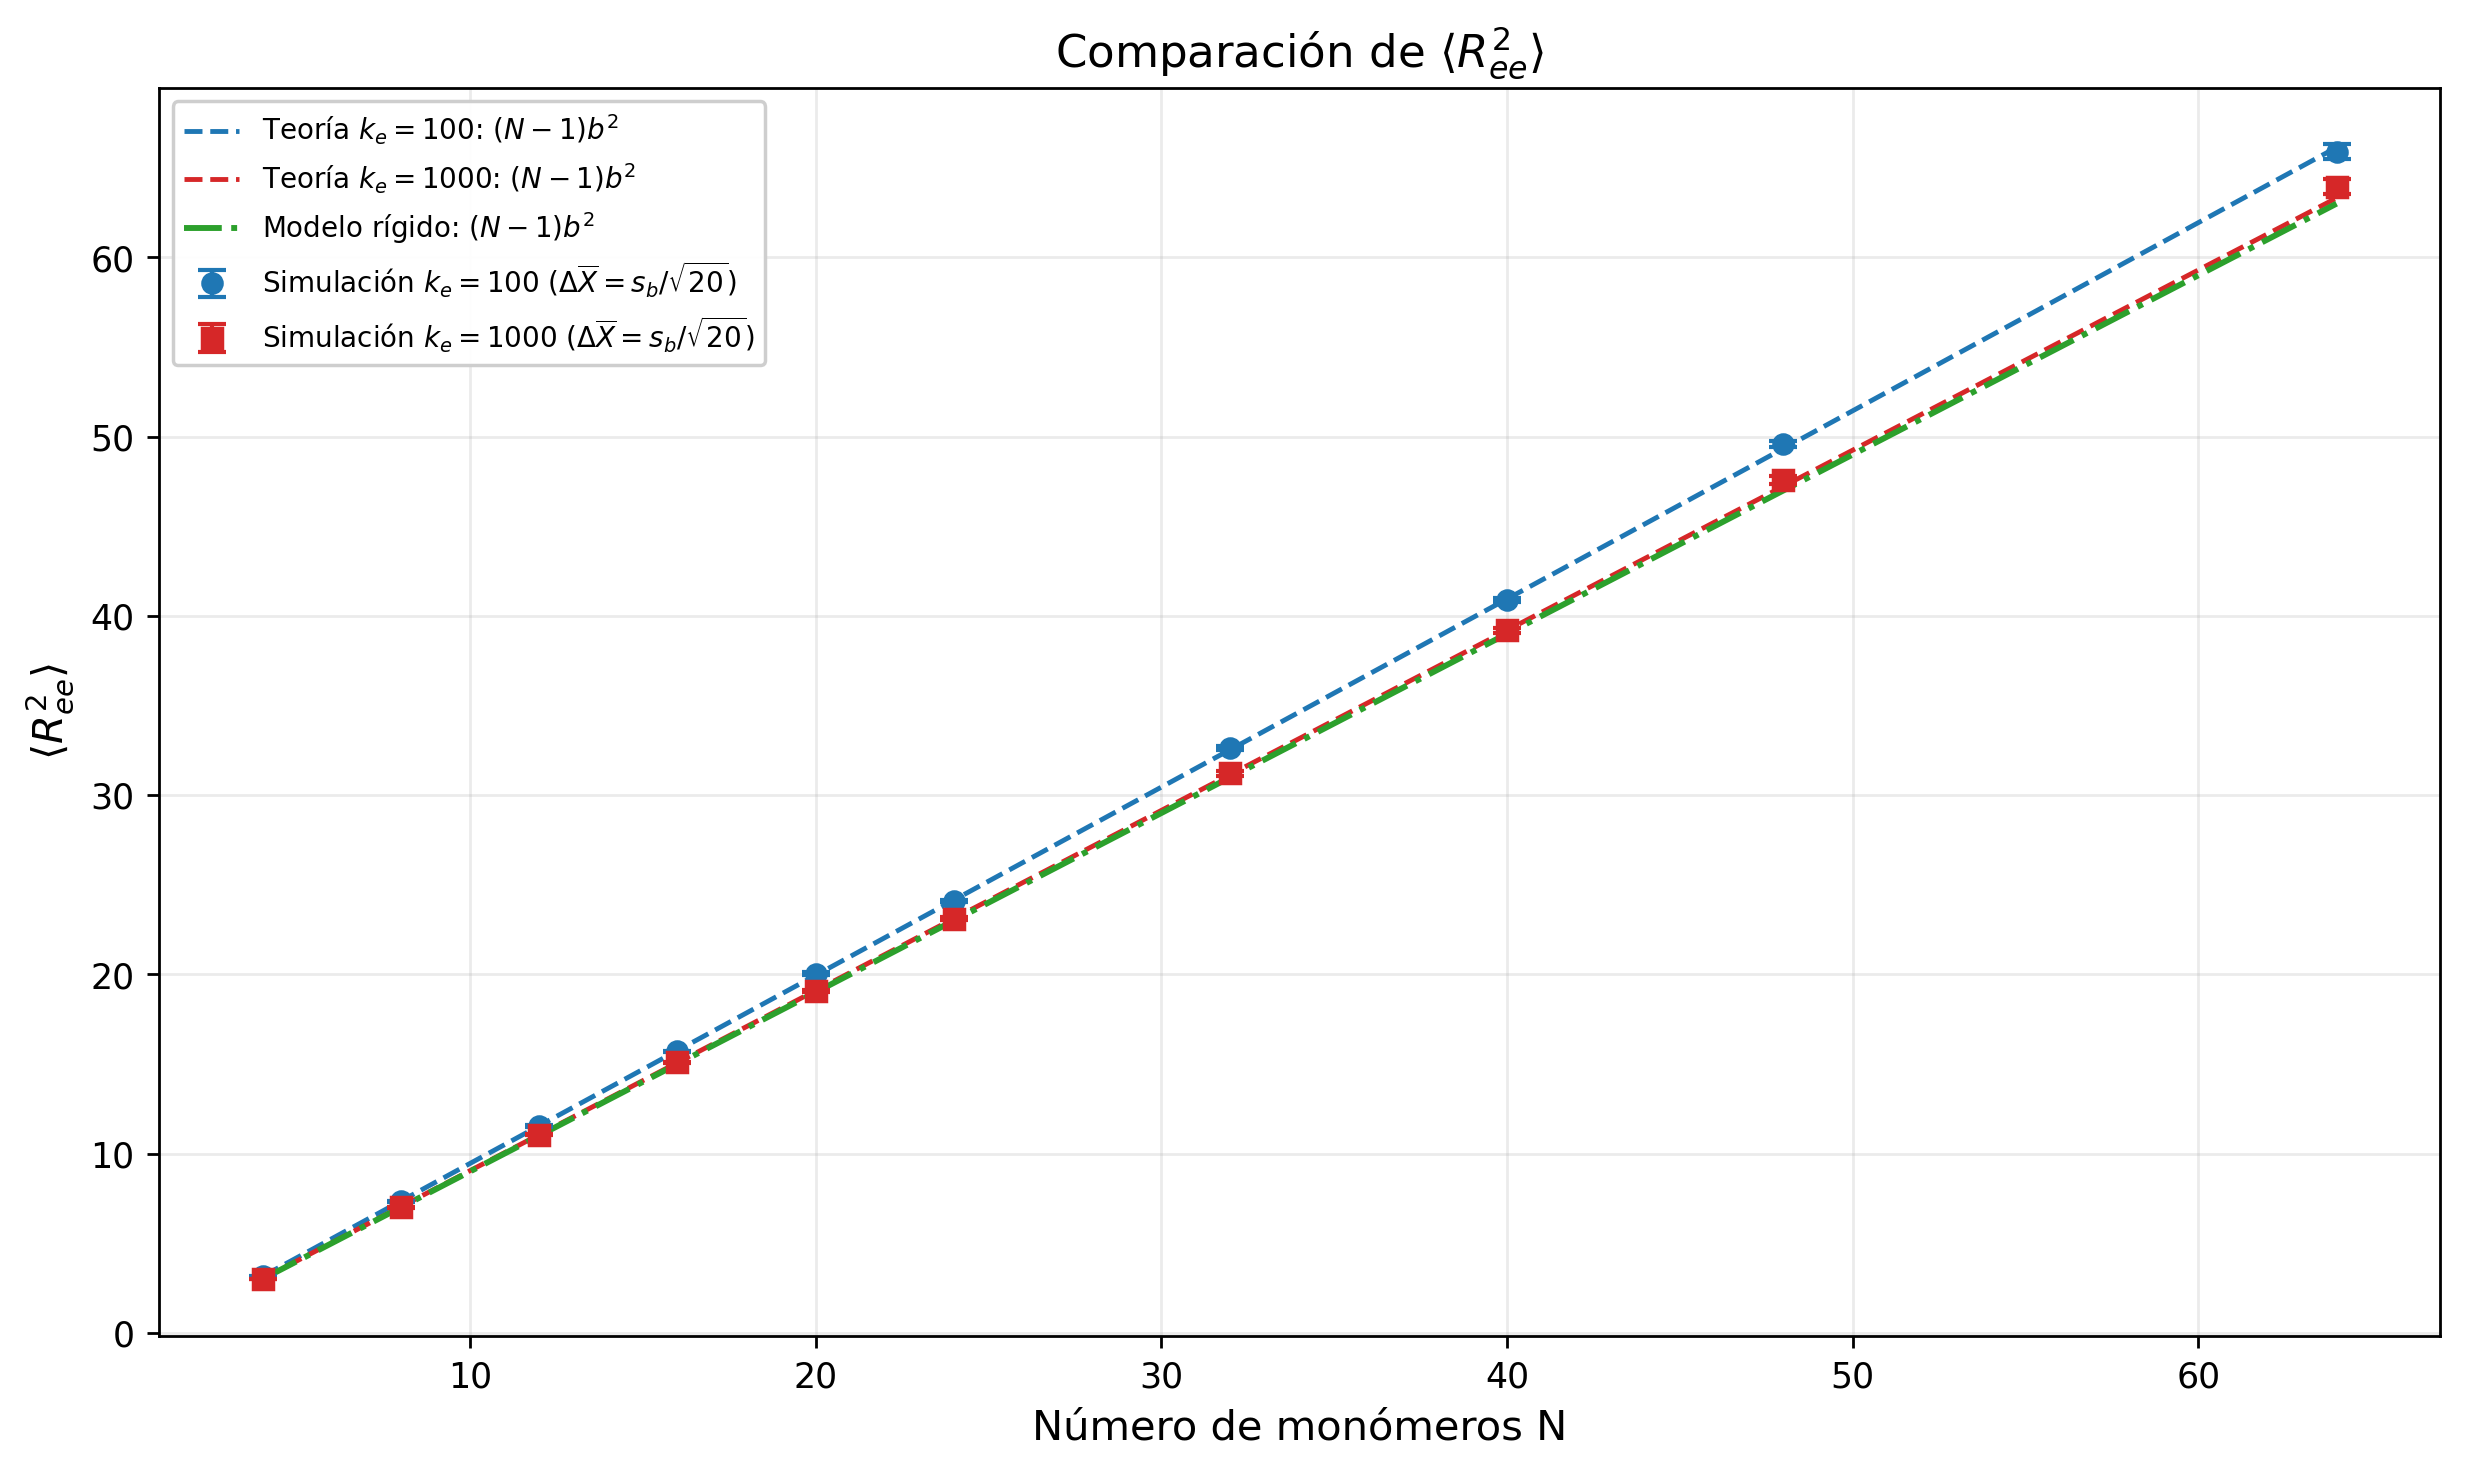 Comparación de ⟨R²ₑₑ⟩
Teoría kₑ = 100: (N − 1)b²
Teoría kₑ = 1000: (N − 1)b²
Modelo rígido: (N − 1)b²
Simulación kₑ = 100 (ΔX̅ = s_b/√20)
Simulación kₑ = 1000 (ΔX̅ = s_b/√20)
⟨R²ₑₑ⟩
60
50
40
30
20
10
0
10 20 30 40 50 60
Número de monómeros N